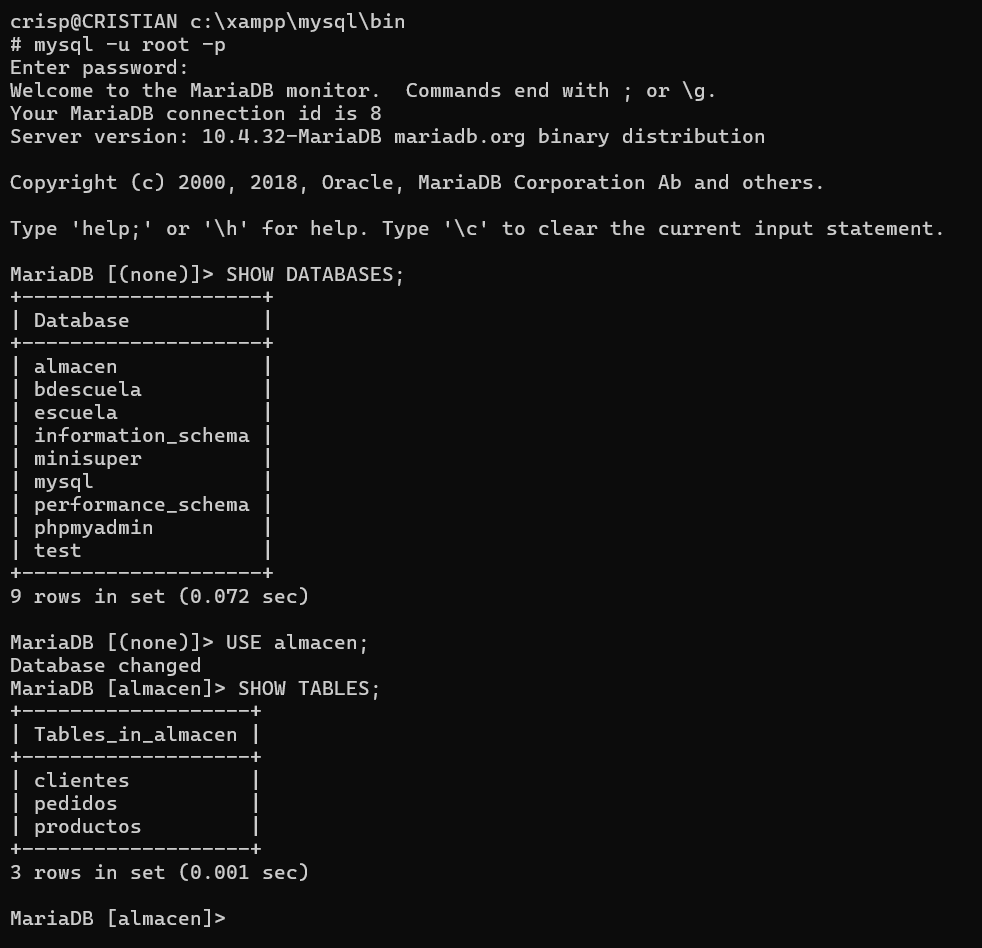 crisp@CRISTIAN c:\xampp\mysql\bin
# mysql -u root -p
Enter password:
Welcome to the MariaDB monitor.  Commands end with ; or \g.
Your MariaDB connection id is 8
Server version: 10.4.32-MariaDB mariadb.org binary distribution

Copyright (c) 2000, 2018, Oracle, MariaDB Corporation Ab and others.

Type 'help;' or '\h' for help. Type '\c' to clear the current input statement.

MariaDB [(none)]> SHOW DATABASES;
+--------------------+
| Database           |
+--------------------+
| almacen            |
| bdescuela          |
| escuela            |
| information_schema |
| minisuper          |
| mysql              |
| performance_schema |
| phpmyadmin         |
| test               |
+--------------------+
9 rows in set (0.072 sec)

MariaDB [(none)]> USE almacen;
Database changed
MariaDB [almacen]> SHOW TABLES;
+-------------------+
| Tables_in_almacen |
+-------------------+
| clientes          |
| pedidos           |
| productos         |
+-------------------+
3 rows in set (0.001 sec)

MariaDB [almacen]>